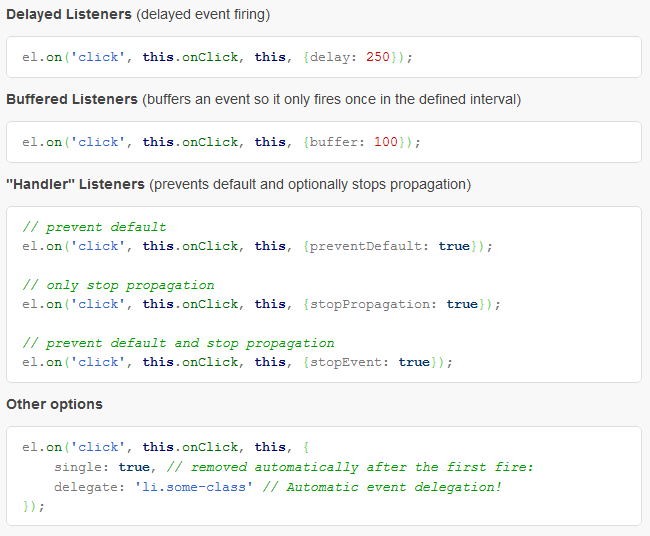 Delayed Listeners (delayed event firing)
el.on('click', this.onClick, this, {delay: 250});
Buffered Listeners (buffers an event so it only fires once in the defined interval)
el.on('click', this.onClick, this, {buffer: 100});
"Handler" Listeners (prevents default and optionally stops propagation)
// prevent default
el.on('click', this.onClick, this, {preventDefault: true});
// only stop propagation
el.on('click', this.onClick, this, {stopPropagation: true});
// prevent default and stop propagation
el.on('click', this.onClick, this, {stopEvent: true});
Other options
el.on('click', this.onClick, this, {
    single: true, // removed automatically after the first fire:
    delegate: 'li.some-class' // Automatic event delegation!
});